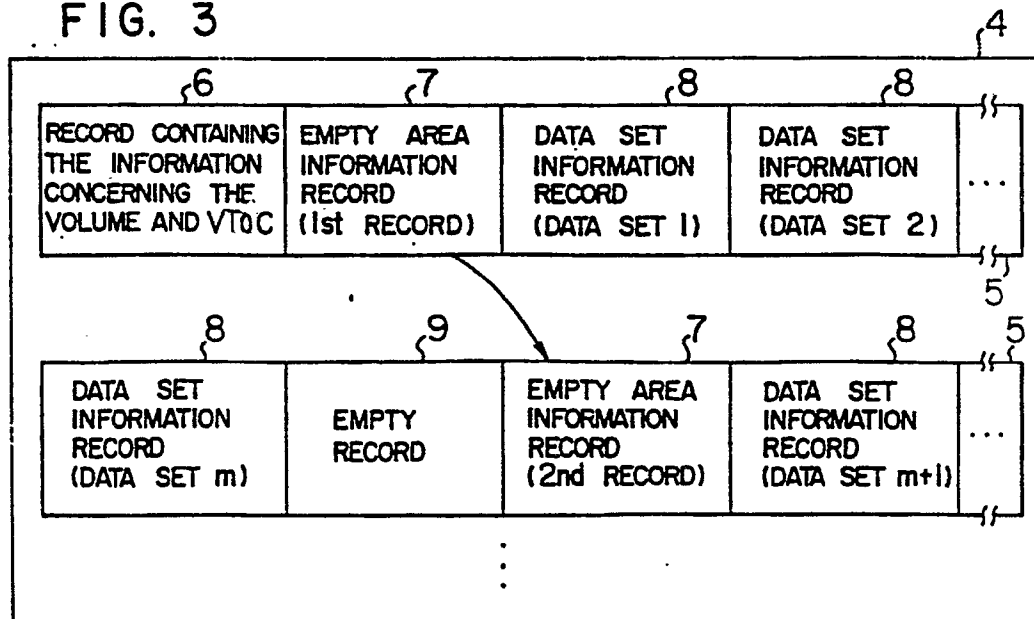 FIG. 3
4
6 7 8 8
RECORD CONTAINING
THE INFORMATION
CONCERNING THE
VOLUME AND VTOC
EMPTY AREA
INFORMATION
RECORD
(1st RECORD)
DATA SET
INFORMATION
RECORD
(DATA SET 1)
DATA SET
INFORMATION
RECORD
(DATA SET 2)
...
5
8 9 7 8 5
DATA SET
INFORMATION
RECORD
(DATA SET m)
EMPTY
RECORD
EMPTY AREA
INFORMATION
RECORD
(2nd RECORD)
DATA SET
INFORMATION
RECORD
(DATA SET m+1)
...